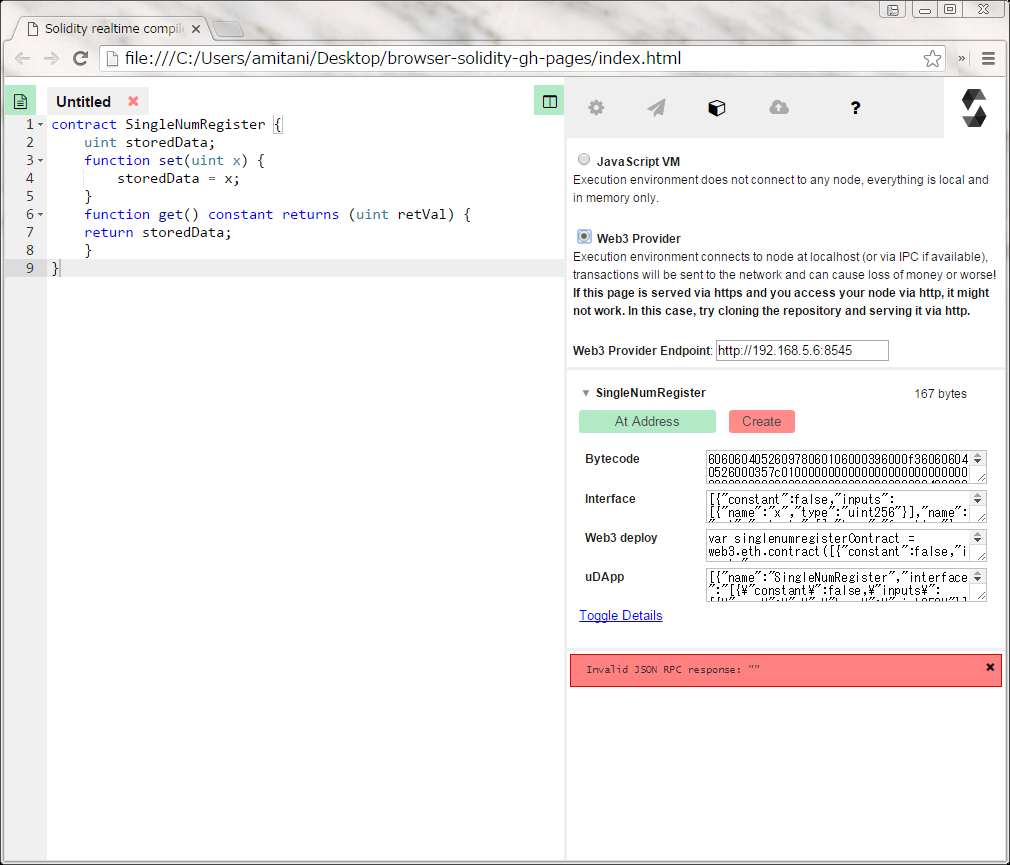 Solidity realtime compil
file:///C:/Users/amitani/Desktop/browser-solidity-gh-pages/index.html
»
Untitled
1 contract SingleNumRegister {
2 uint storedData;
3 function set(uint x) {
4 storedData = x;
5 }
6 function get() constant returns (uint retVal) {
7 return storedData;
8 }
9 }
?
JavaScript VM
Execution environment does not connect to any node, everything is local and
in memory only.
Web3 Provider
Execution environment connects to node at localhost (or via IPC if available),
transactions will be sent to the network and can cause loss of money or worse!
If this page is served via https and you access your node via http, it might
not work. In this case, try cloning the repository and serving it via http.
Web3 Provider Endpoint: http://192.168.5.6:8545
SingleNumRegister 167 bytes
At Address Create
Bytecode
6060604052609780601060003960 00f360606040
0526000357c0100000000000000000000000000
Interface
[{"constant":false,"inputs":
[{"name":"x","type":"uint256"}],"name":
Web3 deploy
var singlenumregisterContract =
web3.eth.contract([{"constant":false,"i
uDApp
[{"name":"SingleNumRegister","interface
":"[{¥"constant¥":false,¥"inputs¥":
Toggle Details
Invalid JSON RPC response: ""